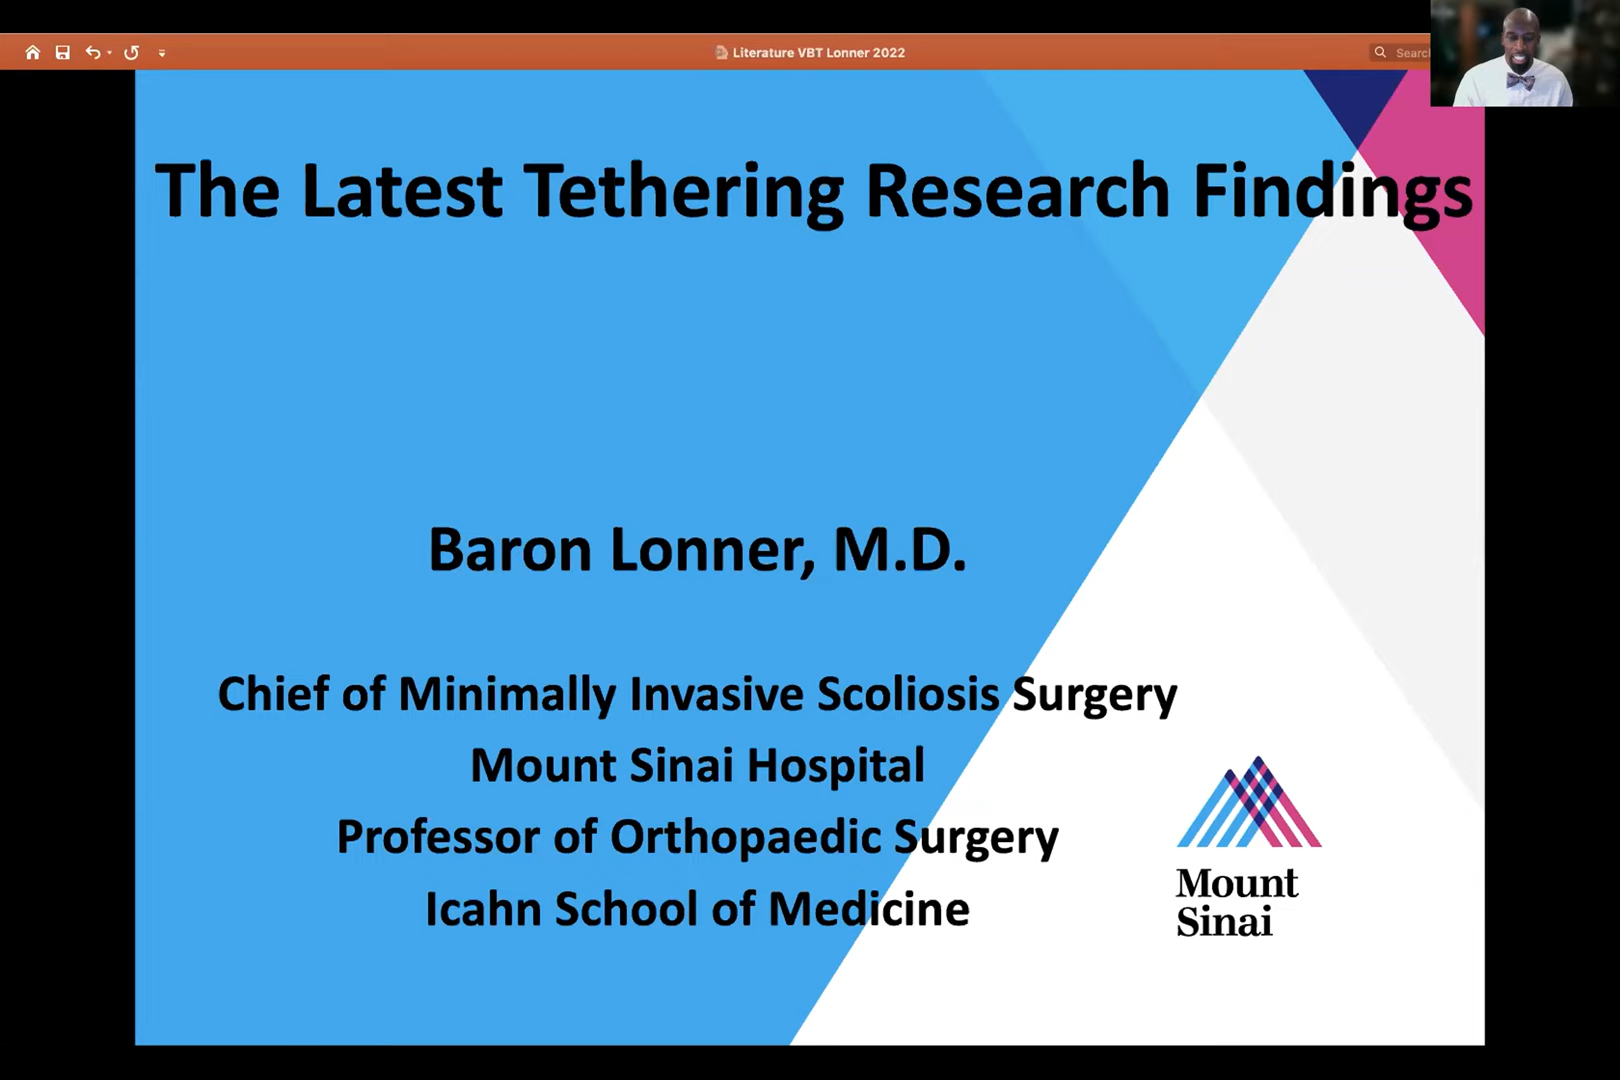 Literature VBT Lonner 2022
Searc
The Latest Tethering Research Findings
Baron Lonner, M.D.
Chief of Minimally Invasive Scoliosis Surgery
Mount Sinai Hospital
Professor of Orthopaedic Surgery
Icahn School of Medicine
Mount
Sinai